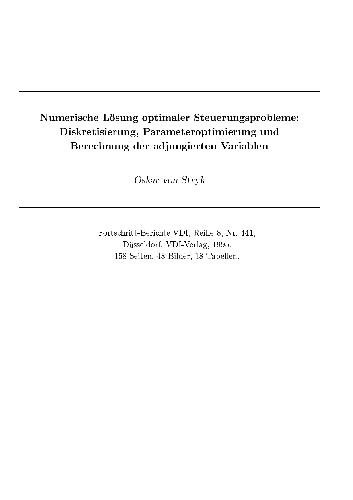 Numerische Lösung optimaler Steuerungsprobleme:
Diskretisierung, Parameteroptimierung und
Berechnung der adjungierten Variablen
Oskar von Stryk
Fortschritt-Berichte VDI, Reihe 8, Nr. 441,
Düsseldorf: VDI-Verlag, 1995.
158 Seiten, 48 Bilder, 18 Tabellen.